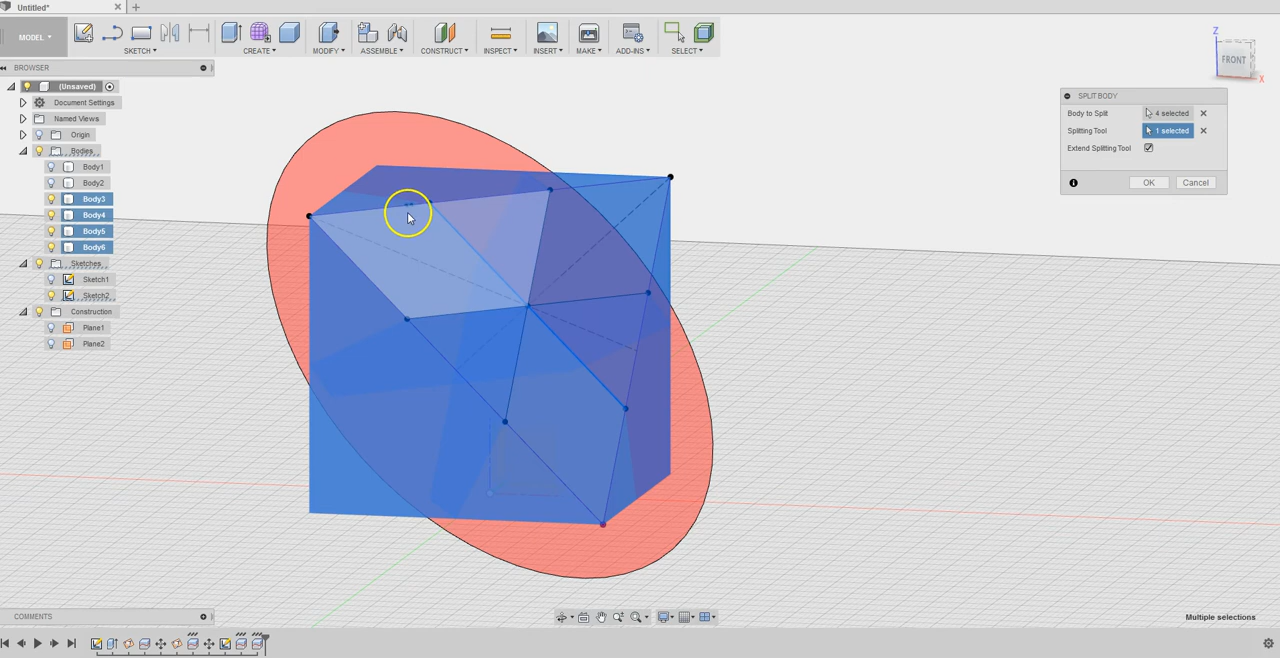 Untitled*
MODEL
SKETCH
CREATE
MODIFY
ASSEMBLE
CONSTRUCT
INSPECT
INSERT
MAKE
ADD-INS
SELECT
Z
FRONT
X
BROWSER
(Unsaved)
Document Settings
Named Views
Origin
Bodies
Body1
Body2
Body3
Body4
Body5
Body6
Sketches
Sketch1
Sketch2
Construction
Plane1
Plane2
SPLIT BODY
Body to Split 4 selected
Splitting Tool 1 selected
Extend Splitting Tool
OK Cancel
COMMENTS
Multiple selections